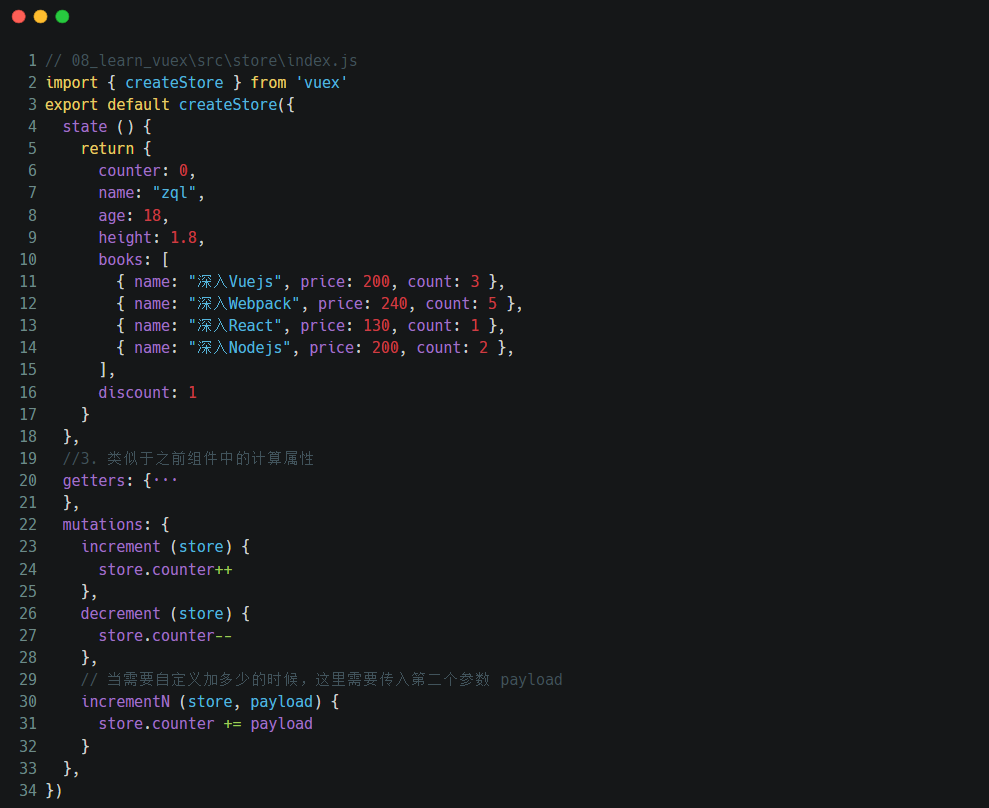 1 // 08_learn_vuex\src\store\index.js
2 import { createStore } from 'vuex'
3 export default createStore({
4   state () {
5     return {
6       counter: 0,
7       name: "zql",
8       age: 18,
9       height: 1.8,
10       books: [
11         { name: "深入Vuejs", price: 200, count: 3 },
12         { name: "深入Webpack", price: 240, count: 5 },
13         { name: "深入React", price: 130, count: 1 },
14         { name: "深入Nodejs", price: 200, count: 2 },
15       ],
16       discount: 1
17     }
18   },
19   //3. 类似于之前组件中的计算属性
20   getters: {···
21   },
22   mutations: {
23     increment (store) {
24       store.counter++
25     },
26     decrement (store) {
27       store.counter--
28     },
29     // 当需要自定义加多少的时候，这里需要传入第二个参数 payload
30     incrementN (store, payload) {
31       store.counter += payload
32     }
33   },
34 })